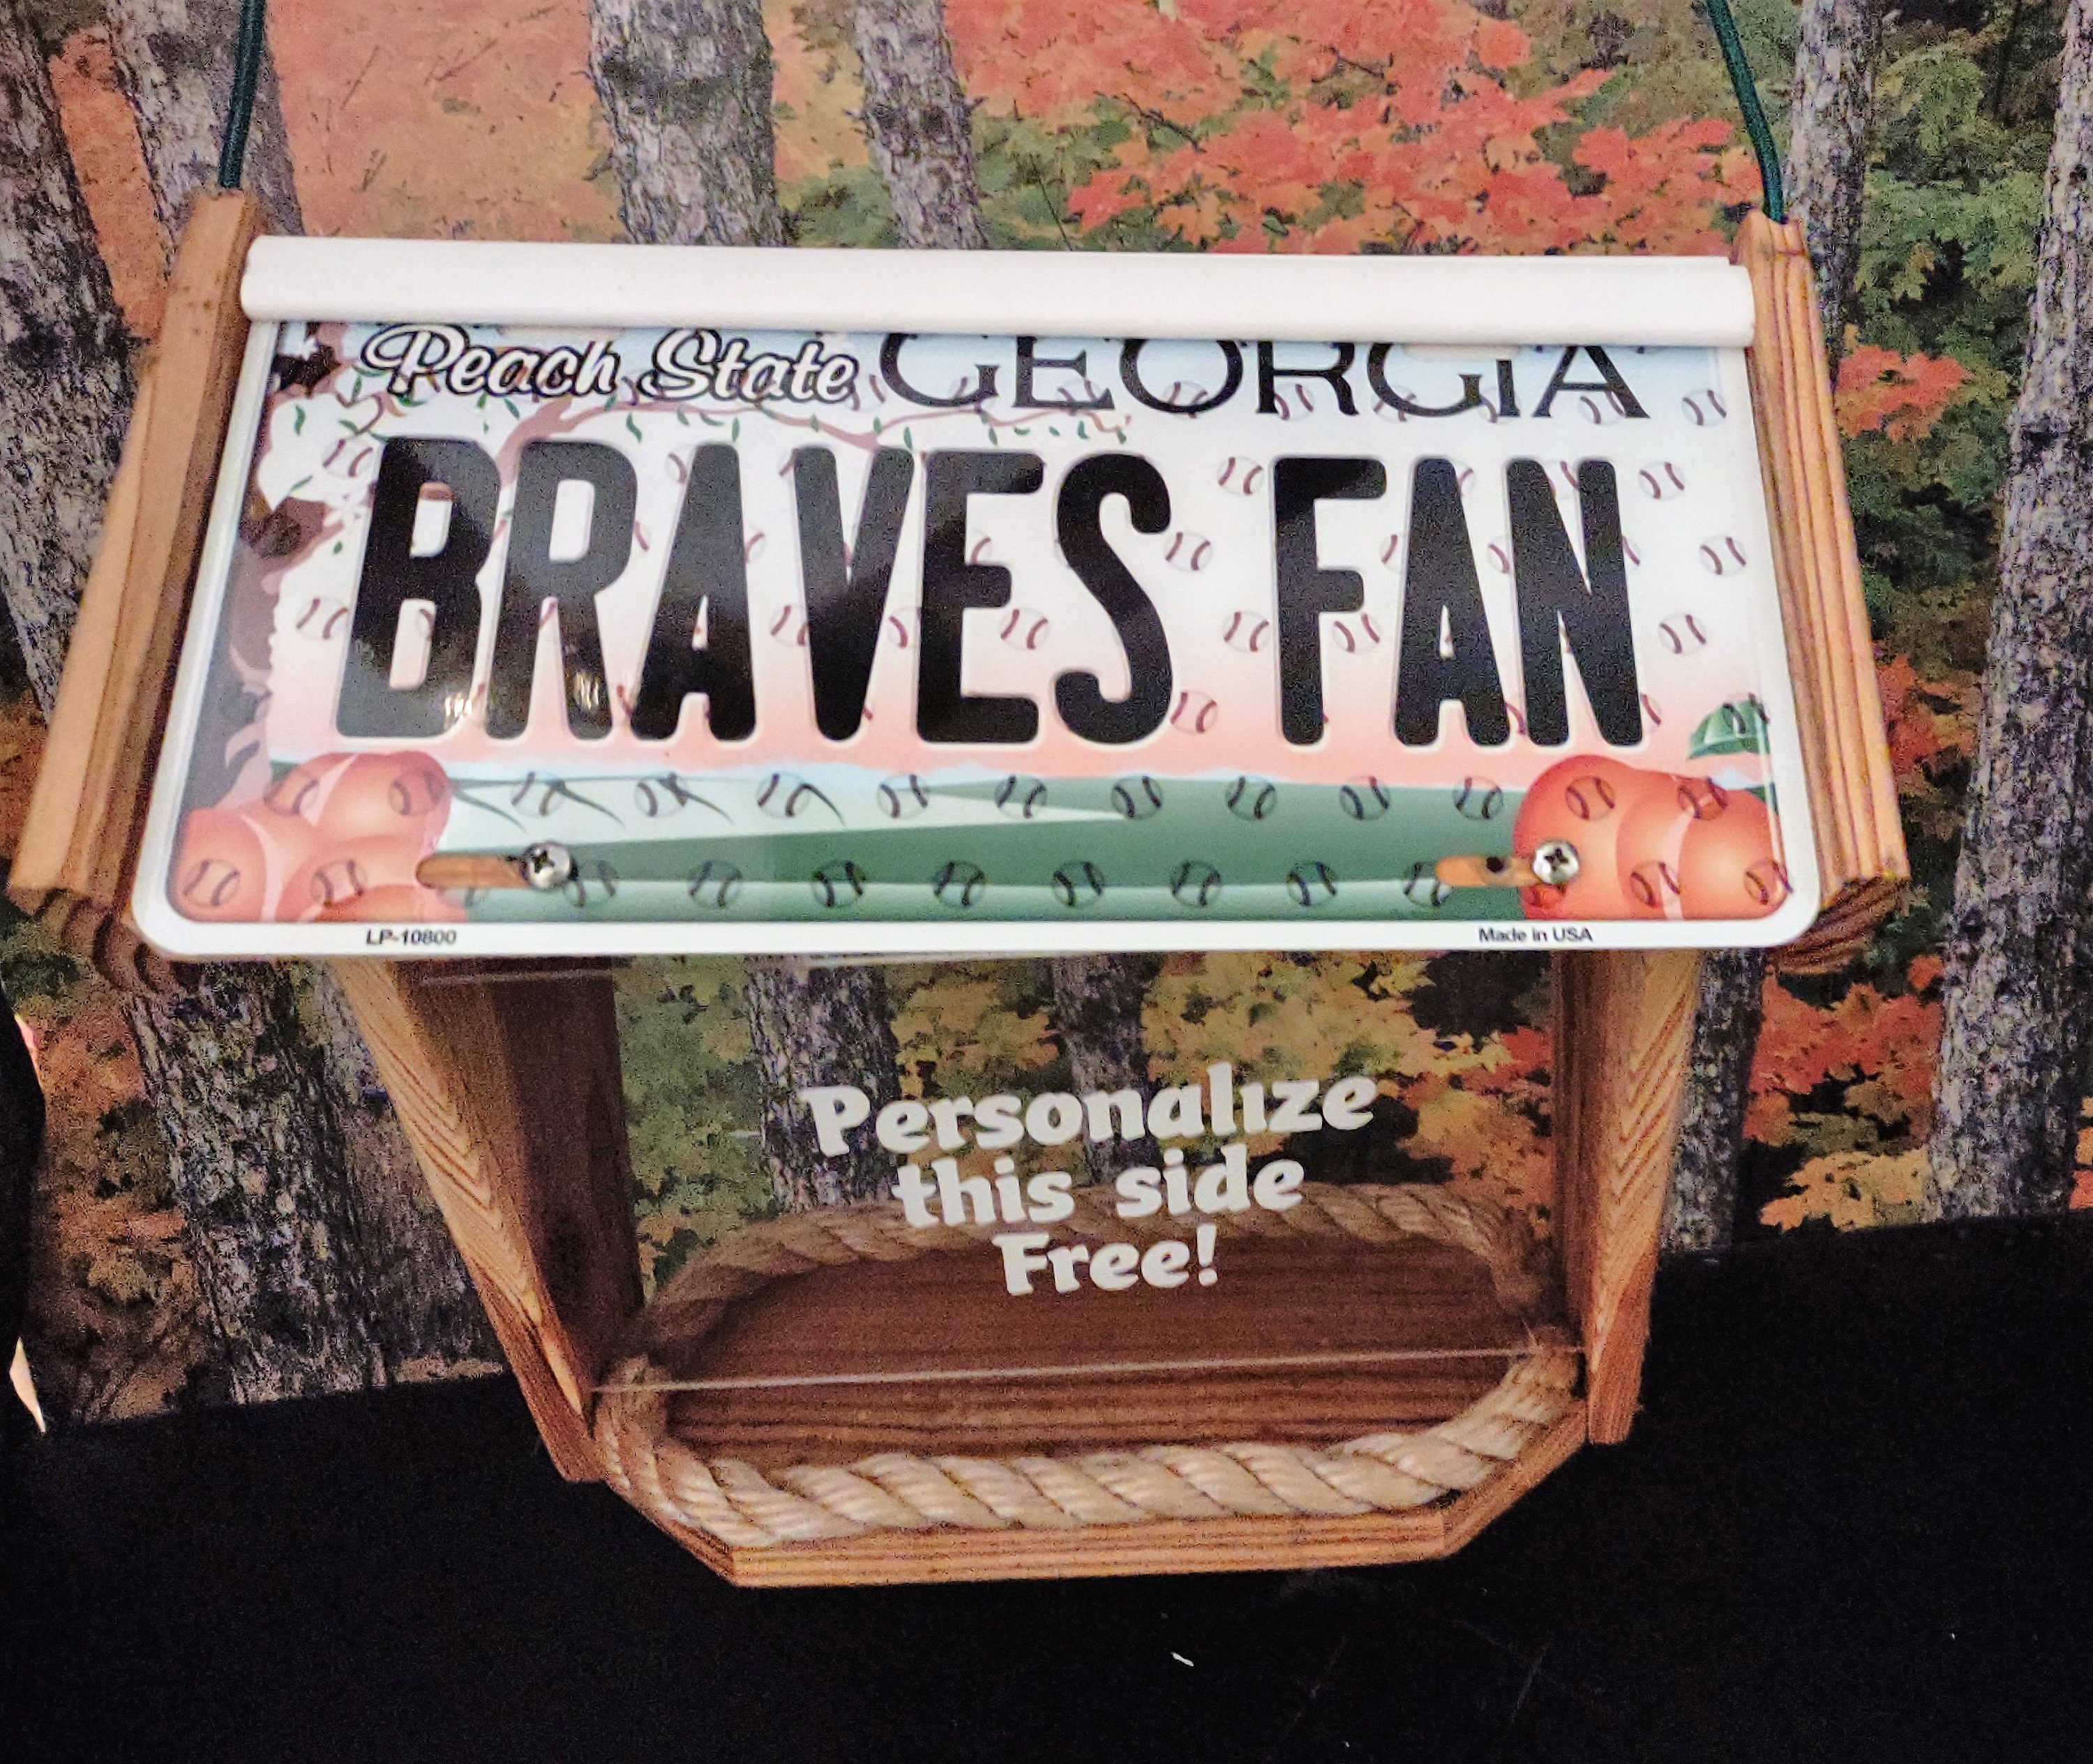 Peach State GEORGIA
BRAVES FAN
LP-10800 Made in USA
Personalize
this side
Free!